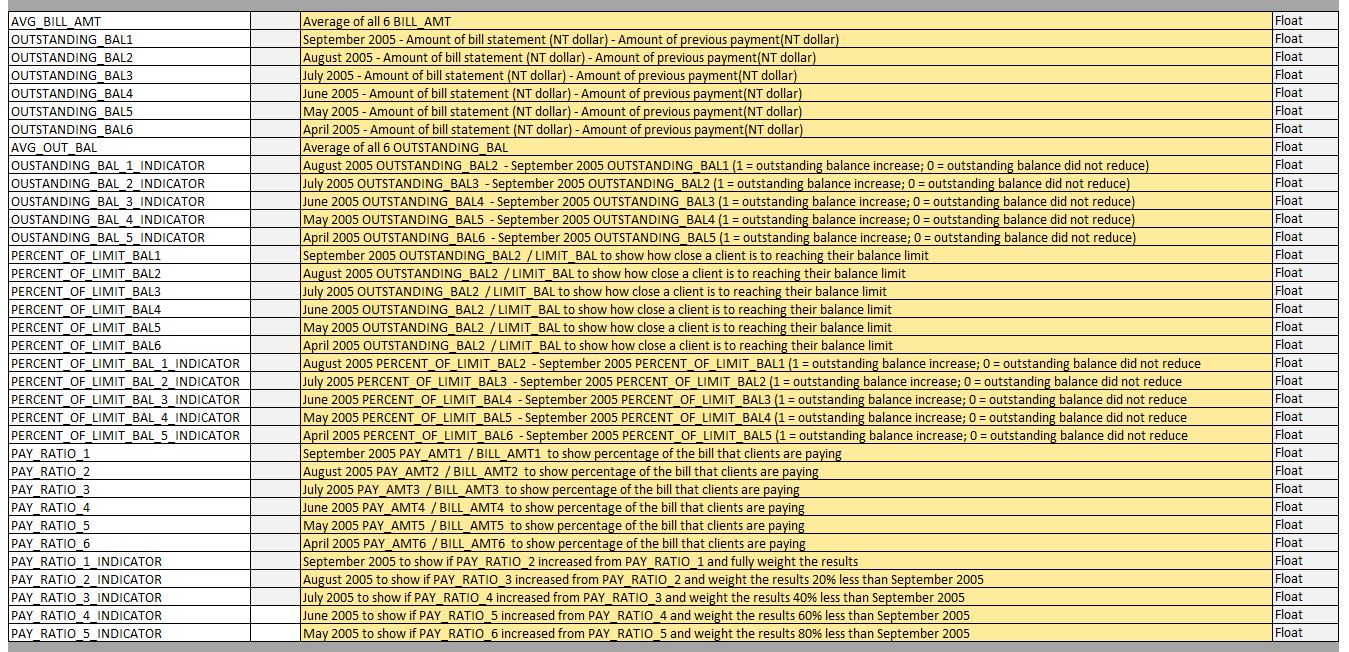 AVG_BILL_AMT Average of all 6 BILL_AMT Float
OUTSTANDING_BAL1 September 2005 - Amount of bill statement (NT dollar) - Amount of previous payment(NT dollar) Float
OUTSTANDING_BAL2 August 2005 - Amount of bill statement (NT dollar) - Amount of previous payment(NT dollar) Float
OUTSTANDING_BAL3 July 2005 - Amount of bill statement (NT dollar) - Amount of previous payment(NT dollar) Float
OUTSTANDING_BAL4 June 2005 - Amount of bill statement (NT dollar) - Amount of previous payment(NT dollar) Float
OUTSTANDING_BAL5 May 2005 - Amount of bill statement (NT dollar) - Amount of previous payment(NT dollar) Float
OUTSTANDING_BAL6 April 2005 - Amount of bill statement (NT dollar) - Amount of previous payment(NT dollar) Float
AVG_OUT_BAL Average of all 6 OUTSTANDING_BAL Float
OUSTANDING_BAL_1_INDICATOR August 2005 OUTSTANDING_BAL2 - September 2005 OUTSTANDING_BAL1 (1 = outstanding balance increase; 0 = outstanding balance did not reduce) Float
OUSTANDING_BAL_2_INDICATOR July 2005 OUTSTANDING_BAL3 - September 2005 OUTSTANDING_BAL2 (1 = outstanding balance increase; 0 = outstanding balance did not reduce) Float
OUSTANDING_BAL_3_INDICATOR June 2005 OUTSTANDING_BAL4 - September 2005 OUTSTANDING_BAL3 (1 = outstanding balance increase; 0 = outstanding balance did not reduce) Float
OUSTANDING_BAL_4_INDICATOR May 2005 OUTSTANDING_BAL5 - September 2005 OUTSTANDING_BAL4 (1 = outstanding balance increase; 0 = outstanding balance did not reduce) Float
OUSTANDING_BAL_5_INDICATOR April 2005 OUTSTANDING_BAL6 - September 2005 OUTSTANDING_BAL5 (1 = outstanding balance increase; 0 = outstanding balance did not reduce) Float
PERCENT_OF_LIMIT_BAL1 September 2005 OUTSTANDING_BAL2 / LIMIT_BAL to show how close a client is to reaching their balance limit Float
PERCENT_OF_LIMIT_BAL2 August 2005 OUTSTANDING_BAL2 / LIMIT_BAL to show how close a client is to reaching their balance limit Float
PERCENT_OF_LIMIT_BAL3 July 2005 OUTSTANDING_BAL2 / LIMIT_BAL to show how close a client is to reaching their balance limit Float
PERCENT_OF_LIMIT_BAL4 June 2005 OUTSTANDING_BAL2 / LIMIT_BAL to show how close a client is to reaching their balance limit Float
PERCENT_OF_LIMIT_BAL5 May 2005 OUTSTANDING_BAL2 / LIMIT_BAL to show how close a client is to reaching their balance limit Float
PERCENT_OF_LIMIT_BAL6 April 2005 OUTSTANDING_BAL2 / LIMIT_BAL to show how close a client is to reaching their balance limit Float
PERCENT_OF_LIMIT_BAL_1_INDICATOR August 2005 PERCENT_OF_LIMIT_BAL2 - September 2005 PERCENT_OF_LIMIT_BAL1 (1 = outstanding balance increase; 0 = outstanding balance did not reduce Float
PERCENT_OF_LIMIT_BAL_2_INDICATOR July 2005 PERCENT_OF_LIMIT_BAL3 - September 2005 PERCENT_OF_LIMIT_BAL2 (1 = outstanding balance increase; 0 = outstanding balance did not reduce Float
PERCENT_OF_LIMIT_BAL_3_INDICATOR June 2005 PERCENT_OF_LIMIT_BAL4 - September 2005 PERCENT_OF_LIMIT_BAL3 (1 = outstanding balance increase; 0 = outstanding balance did not reduce Float
PERCENT_OF_LIMIT_BAL_4_INDICATOR May 2005 PERCENT_OF_LIMIT_BAL5 - September 2005 PERCENT_OF_LIMIT_BAL4 (1 = outstanding balance increase; 0 = outstanding balance did not reduce Float
PERCENT_OF_LIMIT_BAL_5_INDICATOR April 2005 PERCENT_OF_LIMIT_BAL6 - September 2005 PERCENT_OF_LIMIT_BAL5 (1 = outstanding balance increase; 0 = outstanding balance did not reduce Float
PAY_RATIO_1 September 2005 PAY_AMT1 / BILL_AMT1 to show percentage of the bill that clients are paying Float
PAY_RATIO_2 August 2005 PAY_AMT2 / BILL_AMT2 to show percentage of the bill that clients are paying Float
PAY_RATIO_3 July 2005 PAY_AMT3 / BILL_AMT3 to show percentage of the bill that clients are paying Float
PAY_RATIO_4 June 2005 PAY_AMT4 / BILL_AMT4 to show percentage of the bill that clients are paying Float
PAY_RATIO_5 May 2005 PAY_AMT5 / BILL_AMT5 to show percentage of the bill that clients are paying Float
PAY_RATIO_6 April 2005 PAY_AMT6 / BILL_AMT6 to show percentage of the bill that clients are paying Float
PAY_RATIO_1_INDICATOR September 2005 to show if PAY_RATIO_2 increased from PAY_RATIO_1 and fully weight the results Float
PAY_RATIO_2_INDICATOR August 2005 to show if PAY_RATIO_3 increased from PAY_RATIO_2 and weight the results 20% less than September 2005 Float
PAY_RATIO_3_INDICATOR July 2005 to show if PAY_RATIO_4 increased from PAY_RATIO_3 and weight the results 40% less than September 2005 Float
PAY_RATIO_4_INDICATOR June 2005 to show if PAY_RATIO_5 increased from PAY_RATIO_4 and weight the results 60% less than September 2005 Float
PAY_RATIO_5_INDICATOR May 2005 to show if PAY_RATIO_6 increased from PAY_RATIO_5 and weight the results 80% less than September 2005 Float